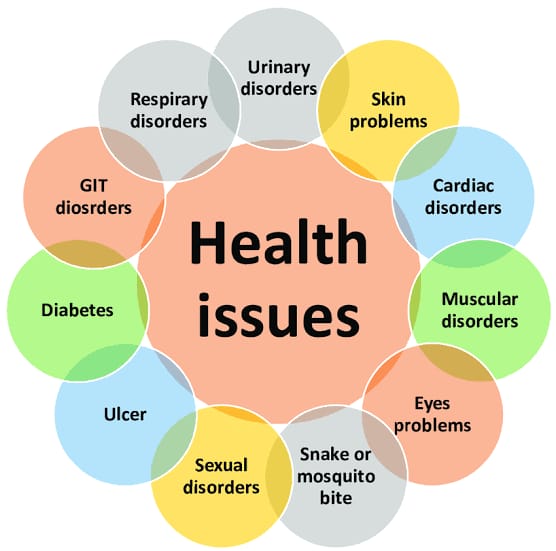 Health
issues
Urinary
disorders
Skin
problems
Cardiac
disorders
Muscular
disorders
Eyes
problems
Snake or
mosquito
bite
Sexual
disorders
Ulcer
Diabetes
GIT
diosrders
Respirary
disorders